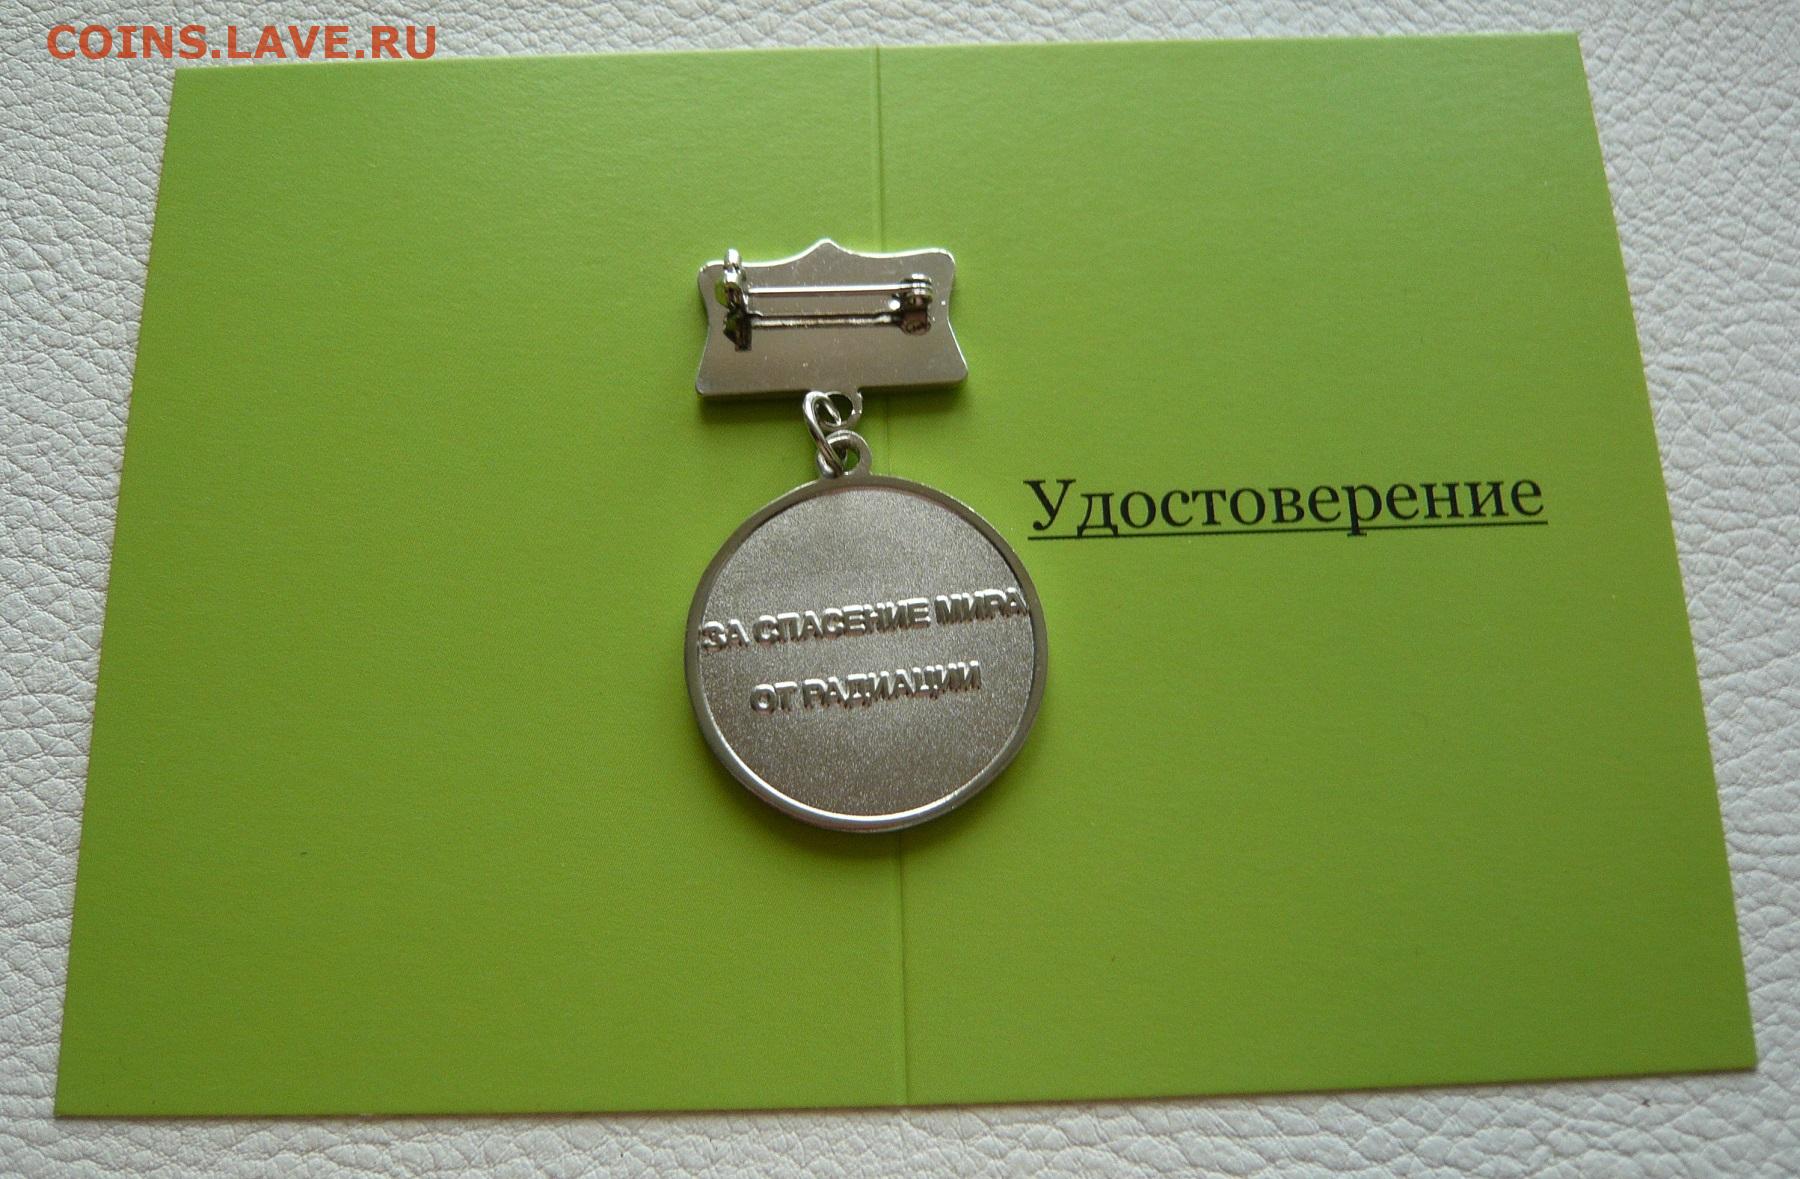 COINS.LAVE.RU
Удостоверение
ЗА СПАСЕНИЕ МИРА
ОТ РАДИАЦИИ